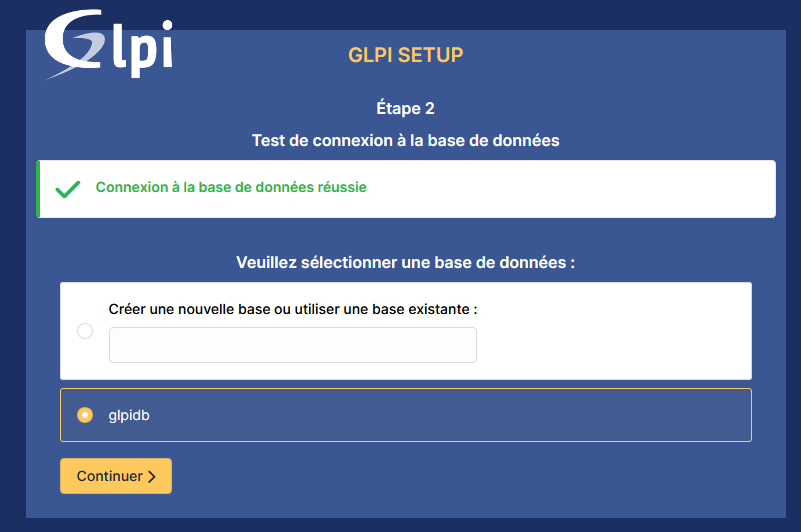 Glpi
GLPI SETUP
Étape 2
Test de connexion à la base de données
Connexion à la base de données réussie
Veuillez sélectionner une base de données :
Créer une nouvelle base ou utiliser une base existante :
glpidb
Continuer